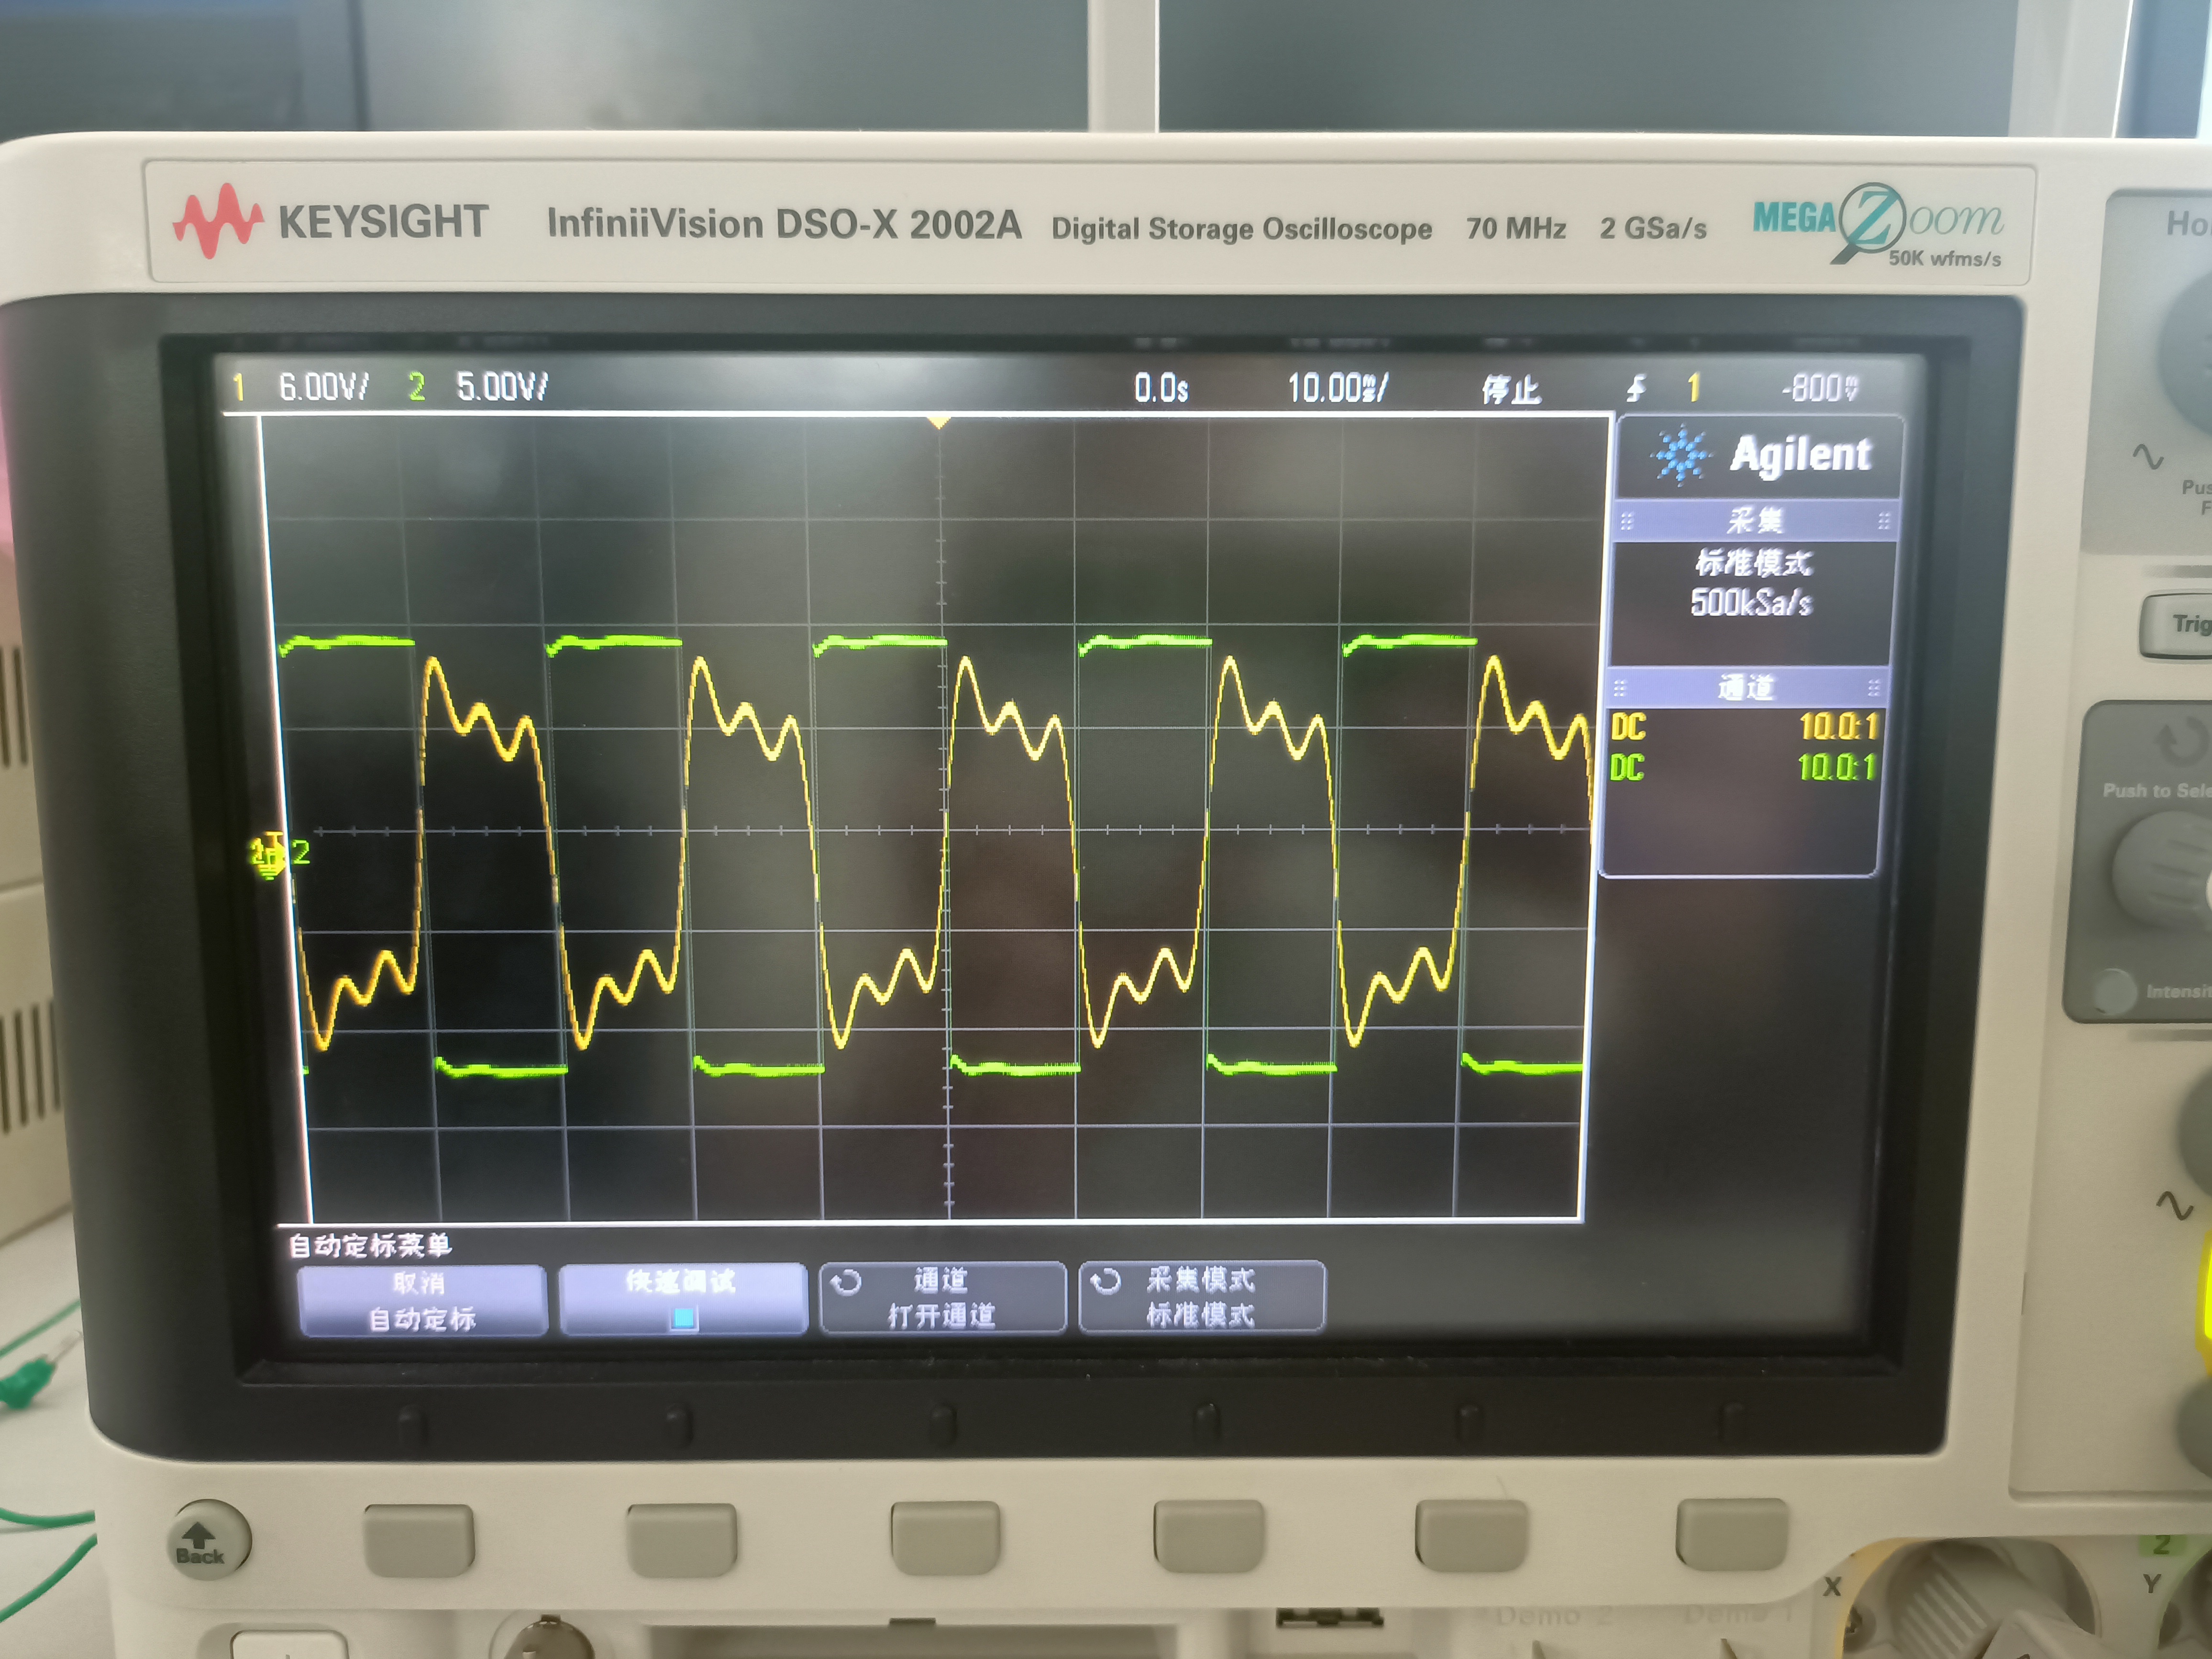 KEYSIGHT InfiniiVision DSO-X 2002A Digital Storage Oscilloscope 70 MHz 2 GSa/s MEGA Zoom
50K wfms/s
1 6.00V/ 2 5.00V/ 0.0s 10.00ms/ 停止 1 -800mV
Agilent
采集
标准模式
500kSa/s
通道
DC 10.0:1
DC 10.0:1
2
自动定标菜单
取消
自动定标
快速调试
通道
打开通道
采集模式
标准模式
Trig
Push to Sele
Intensit
Back
X
2
Y
Demo 2
Demo 1